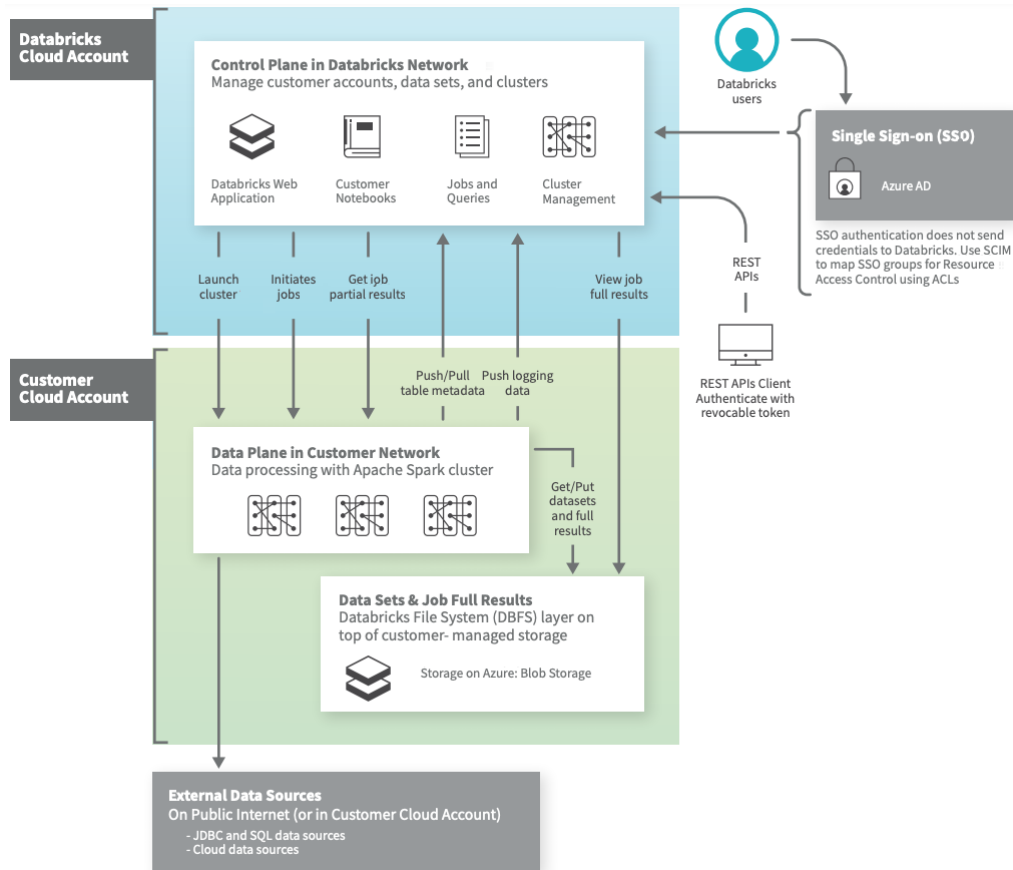 Databricks
Cloud Account
Control Plane in Databricks Network
Manage customer accounts, data sets, and clusters
Databricks Web
Application
Customer
Notebooks
Jobs and
Queries
Cluster
Management
Databricks
users
Single Sign-on (SSO)
Azure AD
SSO authentication does not send
credentials to Databricks. Use SCIM
to map SSO groups for Resource
Access Control using ACLs
Launch
cluster
Initiates
jobs
Get job
partial results
View job
full results
REST
APIs
REST APIs Client
Authenticate with
revocable token
Customer
Cloud Account
Push/Pull
table metadata
Push logging
data
Data Plane in Customer Network
Data processing with Apache Spark cluster
Get/Put
datasets
and full
results
Data Sets & Job Full Results
Databricks File System (DBFS) layer on
top of customer- managed storage
Storage on Azure: Blob Storage
External Data Sources
On Public Internet (or in Customer Cloud Account)
- JDBC and SQL data sources
- Cloud data sources